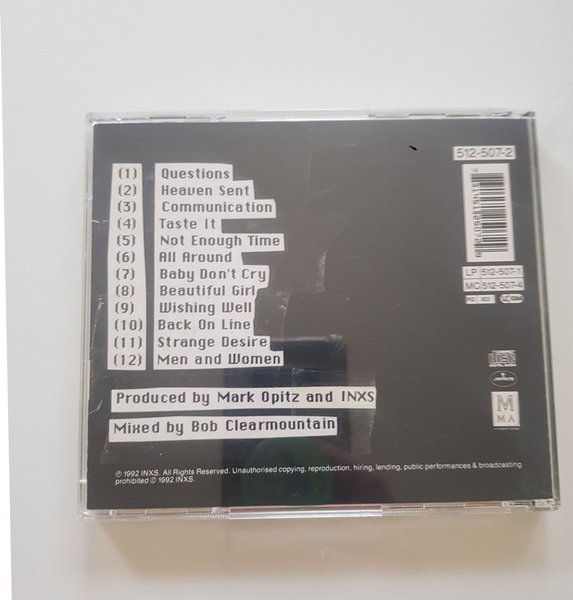 512-507-2
(1) Questions
(2) Heaven Sent
(3) Communication
(4) Taste It
(5) Not Enough Time
(6) All Around
(7) Baby Don't Cry
(8) Beautiful Girl
(9) Wishing Well
(10) Back On Line
(11) Strange Desire
(12) Men and Women
LP 512-507-1
MC 512-507-4
Produced by Mark Opitz and INXS
Mixed by Bob Clearmountain
M
MMA
℗ 1992 INXS. All Rights Reserved. Unauthorised copying, reproduction, hiring, lending, public performances & broadcasting
prohibited © 1992 INXS.